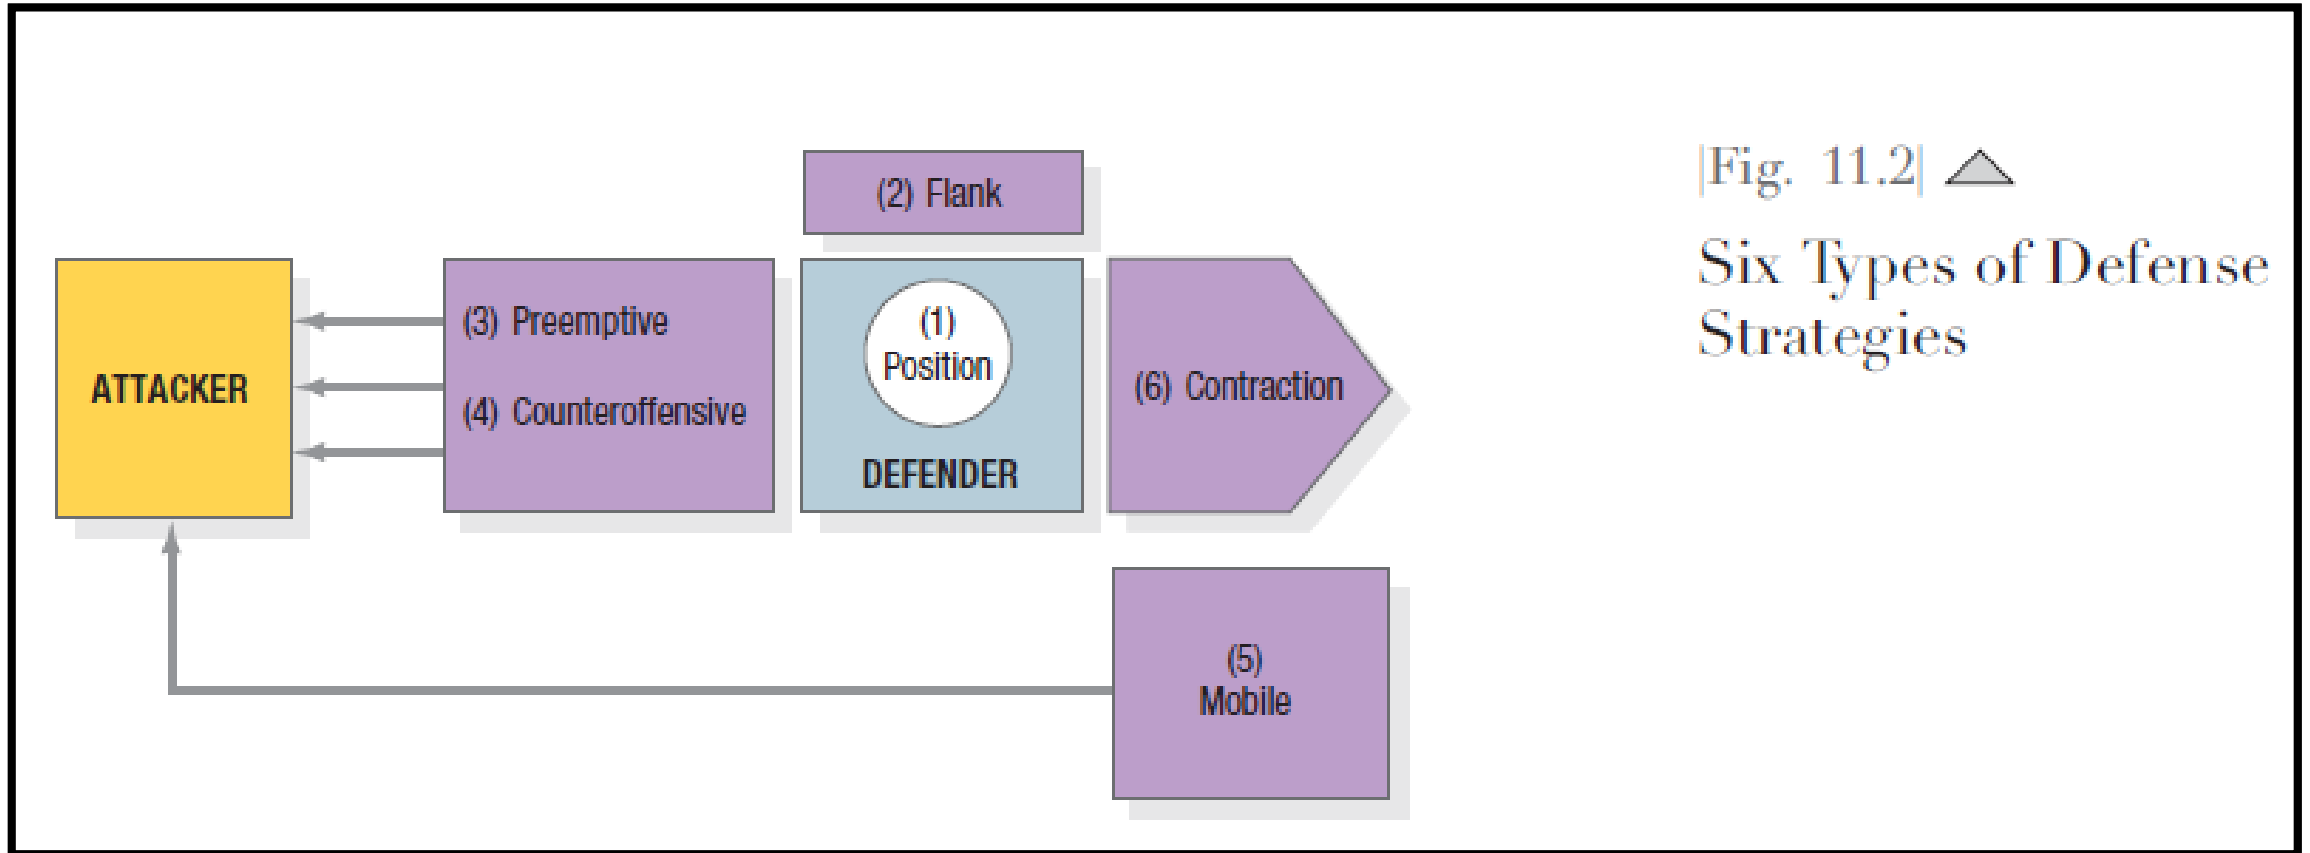 (2) Flank
ATTACKER
(3) Preemptive
(4) Counteroffensive
(1)
Position
DEFENDER
(6) Contraction
(5)
Mobile
|Fig. 11.2|
Six Types of Defense
Strategies